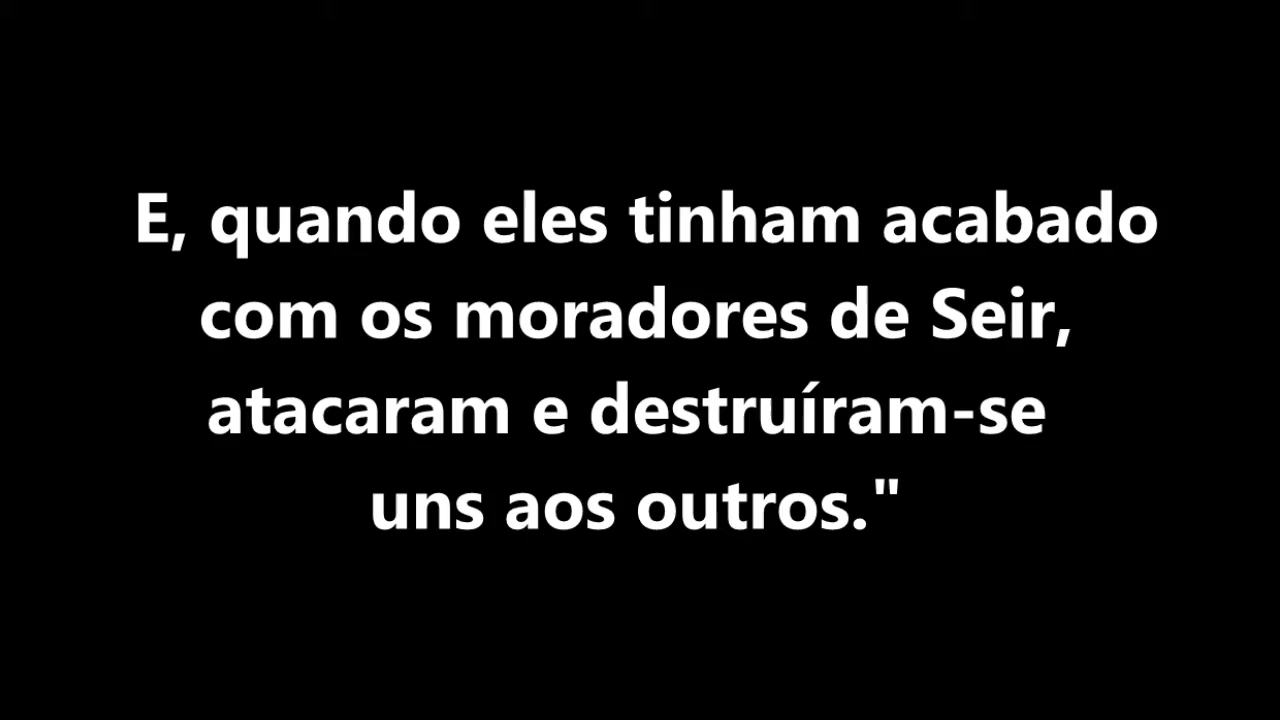 E, quando eles tinham acabado
com os moradores de Seir,
atacaram e destruíram-se
uns aos outros."